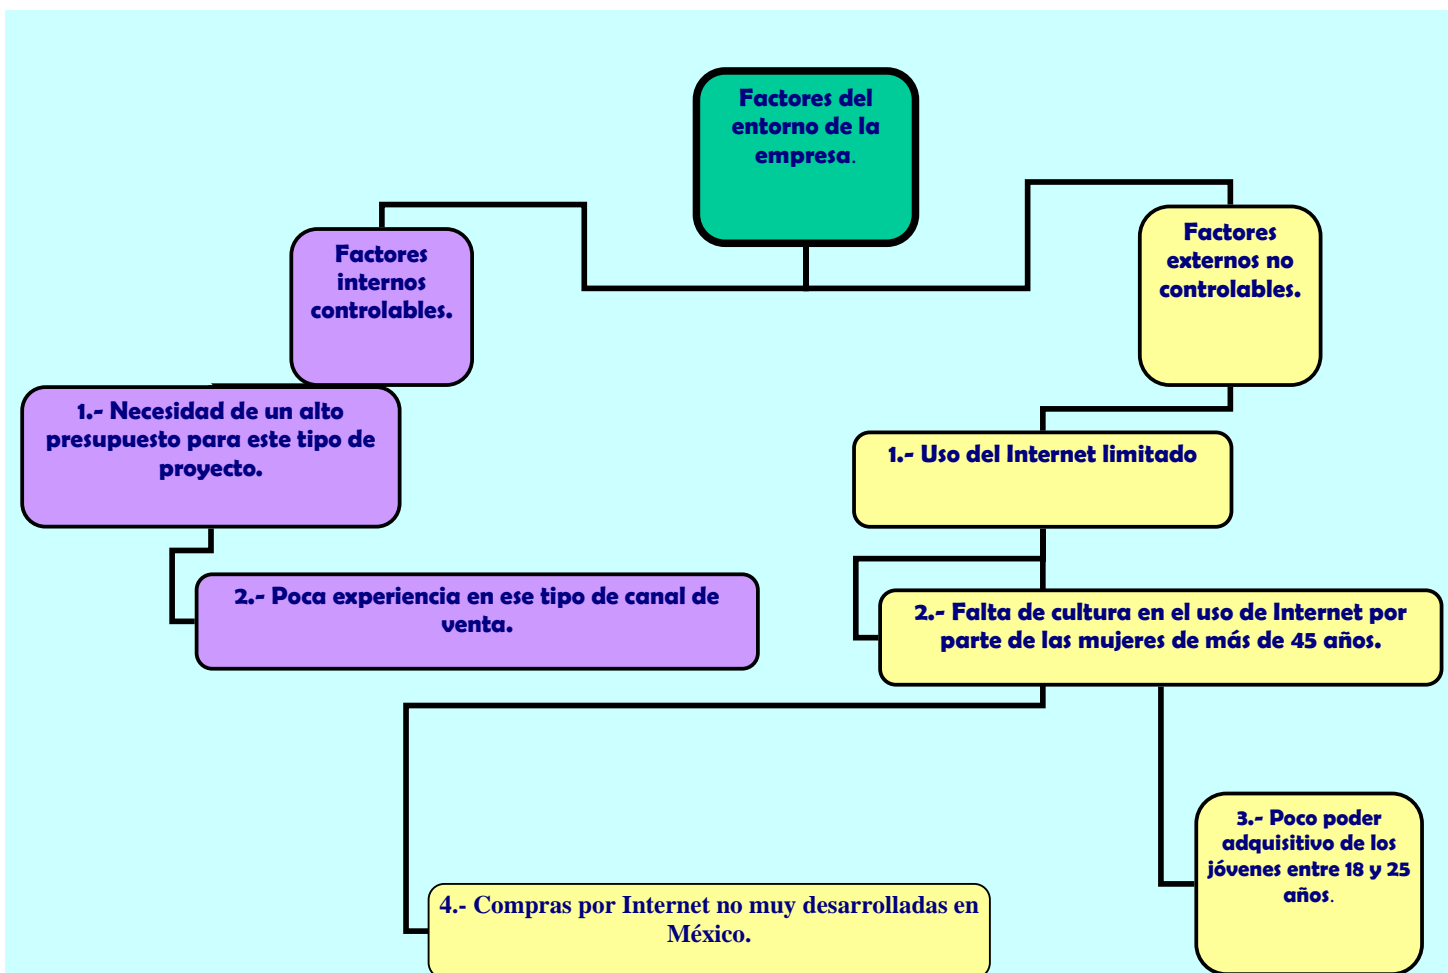 Factores del
entorno de la
empresa.
Factores
internos
controlables.
Factores
externos no
controlables.
1.- Necesidad de un alto
presupuesto para este tipo de
proyecto.
1.- Uso del Internet limitado
2.- Poca experiencia en ese tipo de canal de
venta.
2.- Falta de cultura en el uso de Internet por
parte de las mujeres de más de 45 años.
3.- Poco poder
adquisitivo de los
jóvenes entre 18 y 25
años.
4.- Compras por Internet no muy desarrolladas en
México.